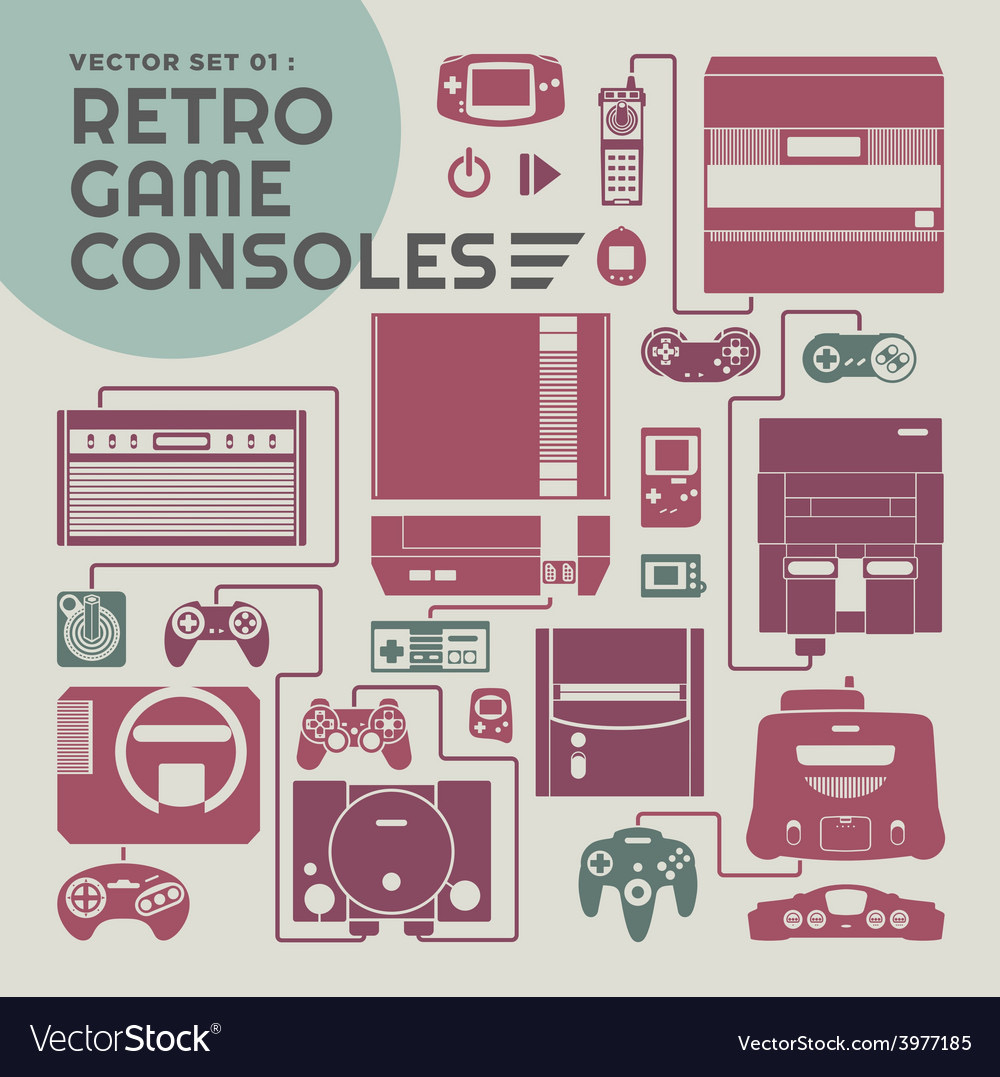 VECTOR SET 01 :
RETRO
GAME
CONSOLES
VectorStock®
VectorStock.com/3977185